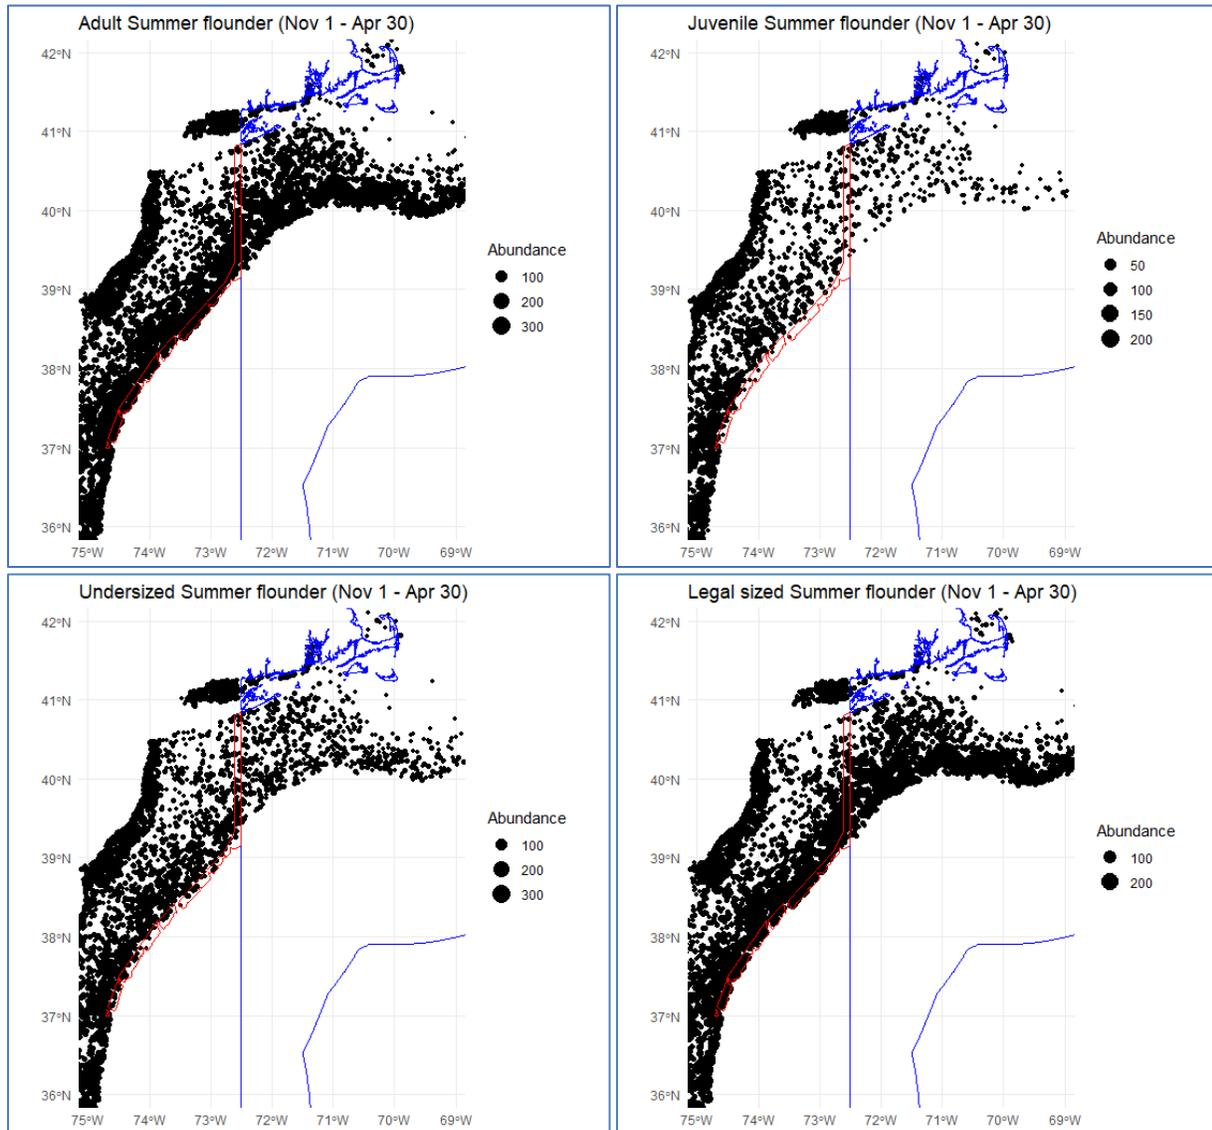 Adult Summer flounder (Nov 1 - Apr 30)
42°N
41°N
40°N
39°N
38°N
37°N
36°N
75°W 74°W 73°W 72°W 71°W 70°W 69°W
Abundance
100
200
300
Juvenile Summer flounder (Nov 1 - Apr 30)
42°N
41°N
40°N
39°N
38°N
37°N
36°N
75°W 74°W 73°W 72°W 71°W 70°W 69°W
Abundance
50
100
150
200
Undersized Summer flounder (Nov 1 - Apr 30)
42°N
41°N
40°N
39°N
38°N
37°N
36°N
75°W 74°W 73°W 72°W 71°W 70°W 69°W
Abundance
100
200
300
Legal sized Summer flounder (Nov 1 - Apr 30)
42°N
41°N
40°N
39°N
38°N
37°N
36°N
75°W 74°W 73°W 72°W 71°W 70°W 69°W
Abundance
100
200